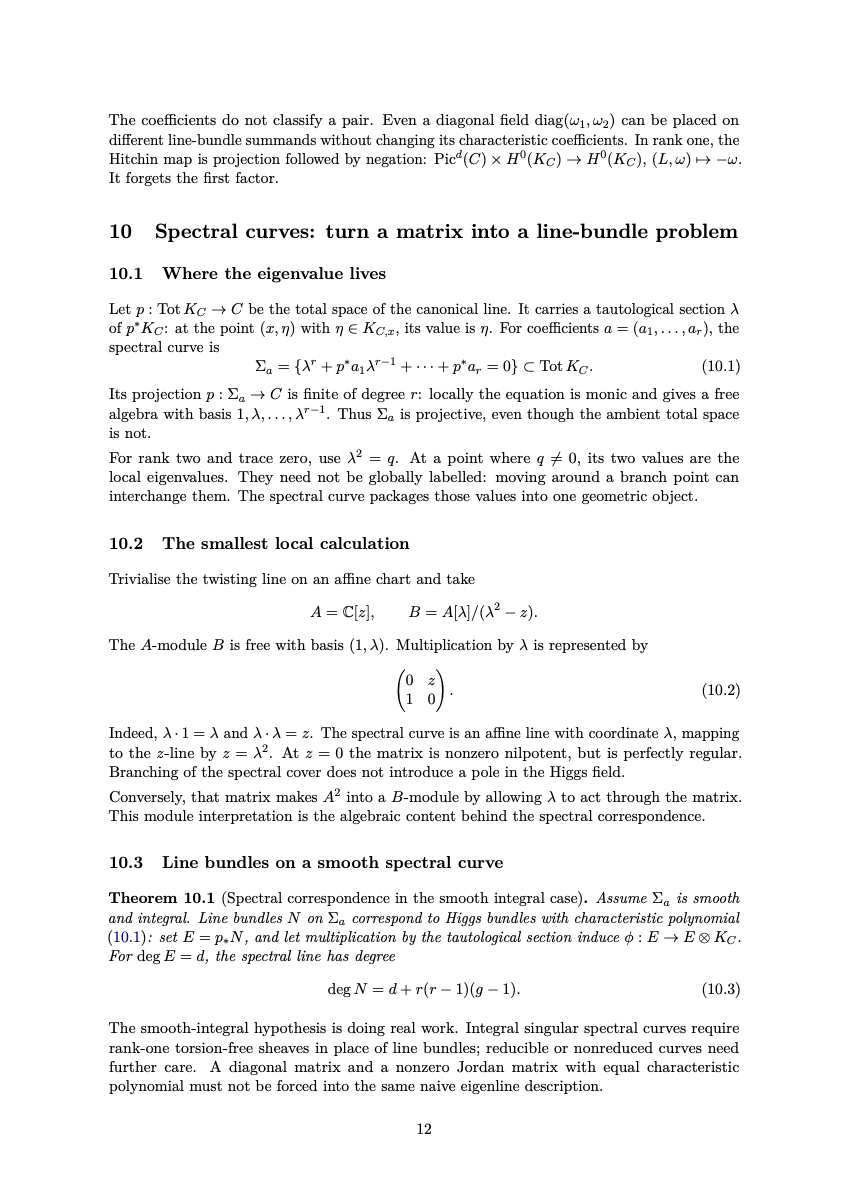 The coefficients do not classify a pair. Even a diagonal field diag(ω₁, ω₂) can be placed on
different line-bundle summands without changing its characteristic coefficients. In rank one, the
Hitchin map is projection followed by negation: Picᵈ(C) × H⁰(K_C) → H⁰(K_C), (L, ω) ↦ −ω.
It forgets the first factor.
10 Spectral curves: turn a matrix into a line-bundle problem
10.1 Where the eigenvalue lives
Let p : Tot K_C → C be the total space of the canonical line. It carries a tautological section λ
of p*K_C: at the point (x, η) with η ∈ K_{C,x}, its value is η. For coefficients a = (a₁, . . . , aᵣ), the
spectral curve is
Σₐ = {λʳ + p*a₁λʳ⁻¹ + · · · + p*aᵣ = 0} ⊂ Tot K_C. (10.1)
Its projection p : Σₐ → C is finite of degree r: locally the equation is monic and gives a free
algebra with basis 1, λ, . . . , λʳ⁻¹. Thus Σₐ is projective, even though the ambient total space
is not.
For rank two and trace zero, use λ² = q. At a point where q ≠ 0, its two values are the
local eigenvalues. They need not be globally labelled: moving around a branch point can
interchange them. The spectral curve packages those values into one geometric object.
10.2 The smallest local calculation
Trivialise the twisting line on an affine chart and take
A = ℂ[z], B = A[λ]/(λ² − z).
The A-module B is free with basis (1, λ). Multiplication by λ is represented by
(0 z
1 0). (10.2)
Indeed, λ · 1 = λ and λ · λ = z. The spectral curve is an affine line with coordinate λ, mapping
to the z-line by z = λ². At z = 0 the matrix is nonzero nilpotent, but is perfectly regular.
Branching of the spectral cover does not introduce a pole in the Higgs field.
Conversely, that matrix makes A² into a B-module by allowing λ to act through the matrix.
This module interpretation is the algebraic content behind the spectral correspondence.
10.3 Line bundles on a smooth spectral curve
Theorem 10.1 (Spectral correspondence in the smooth integral case). Assume Σₐ is smooth
and integral. Line bundles N on Σₐ correspond to Higgs bundles with characteristic polynomial
(10.1): set E = p_*N, and let multiplication by the tautological section induce ϕ : E → E ⊗ K_C.
For deg E = d, the spectral line has degree
deg N = d + r(r − 1)(g − 1). (10.3)
The smooth-integral hypothesis is doing real work. Integral singular spectral curves require
rank-one torsion-free sheaves in place of line bundles; reducible or nonreduced curves need
further care. A diagonal matrix and a nonzero Jordan matrix with equal characteristic
polynomial must not be forced into the same naive eigenline description.
12